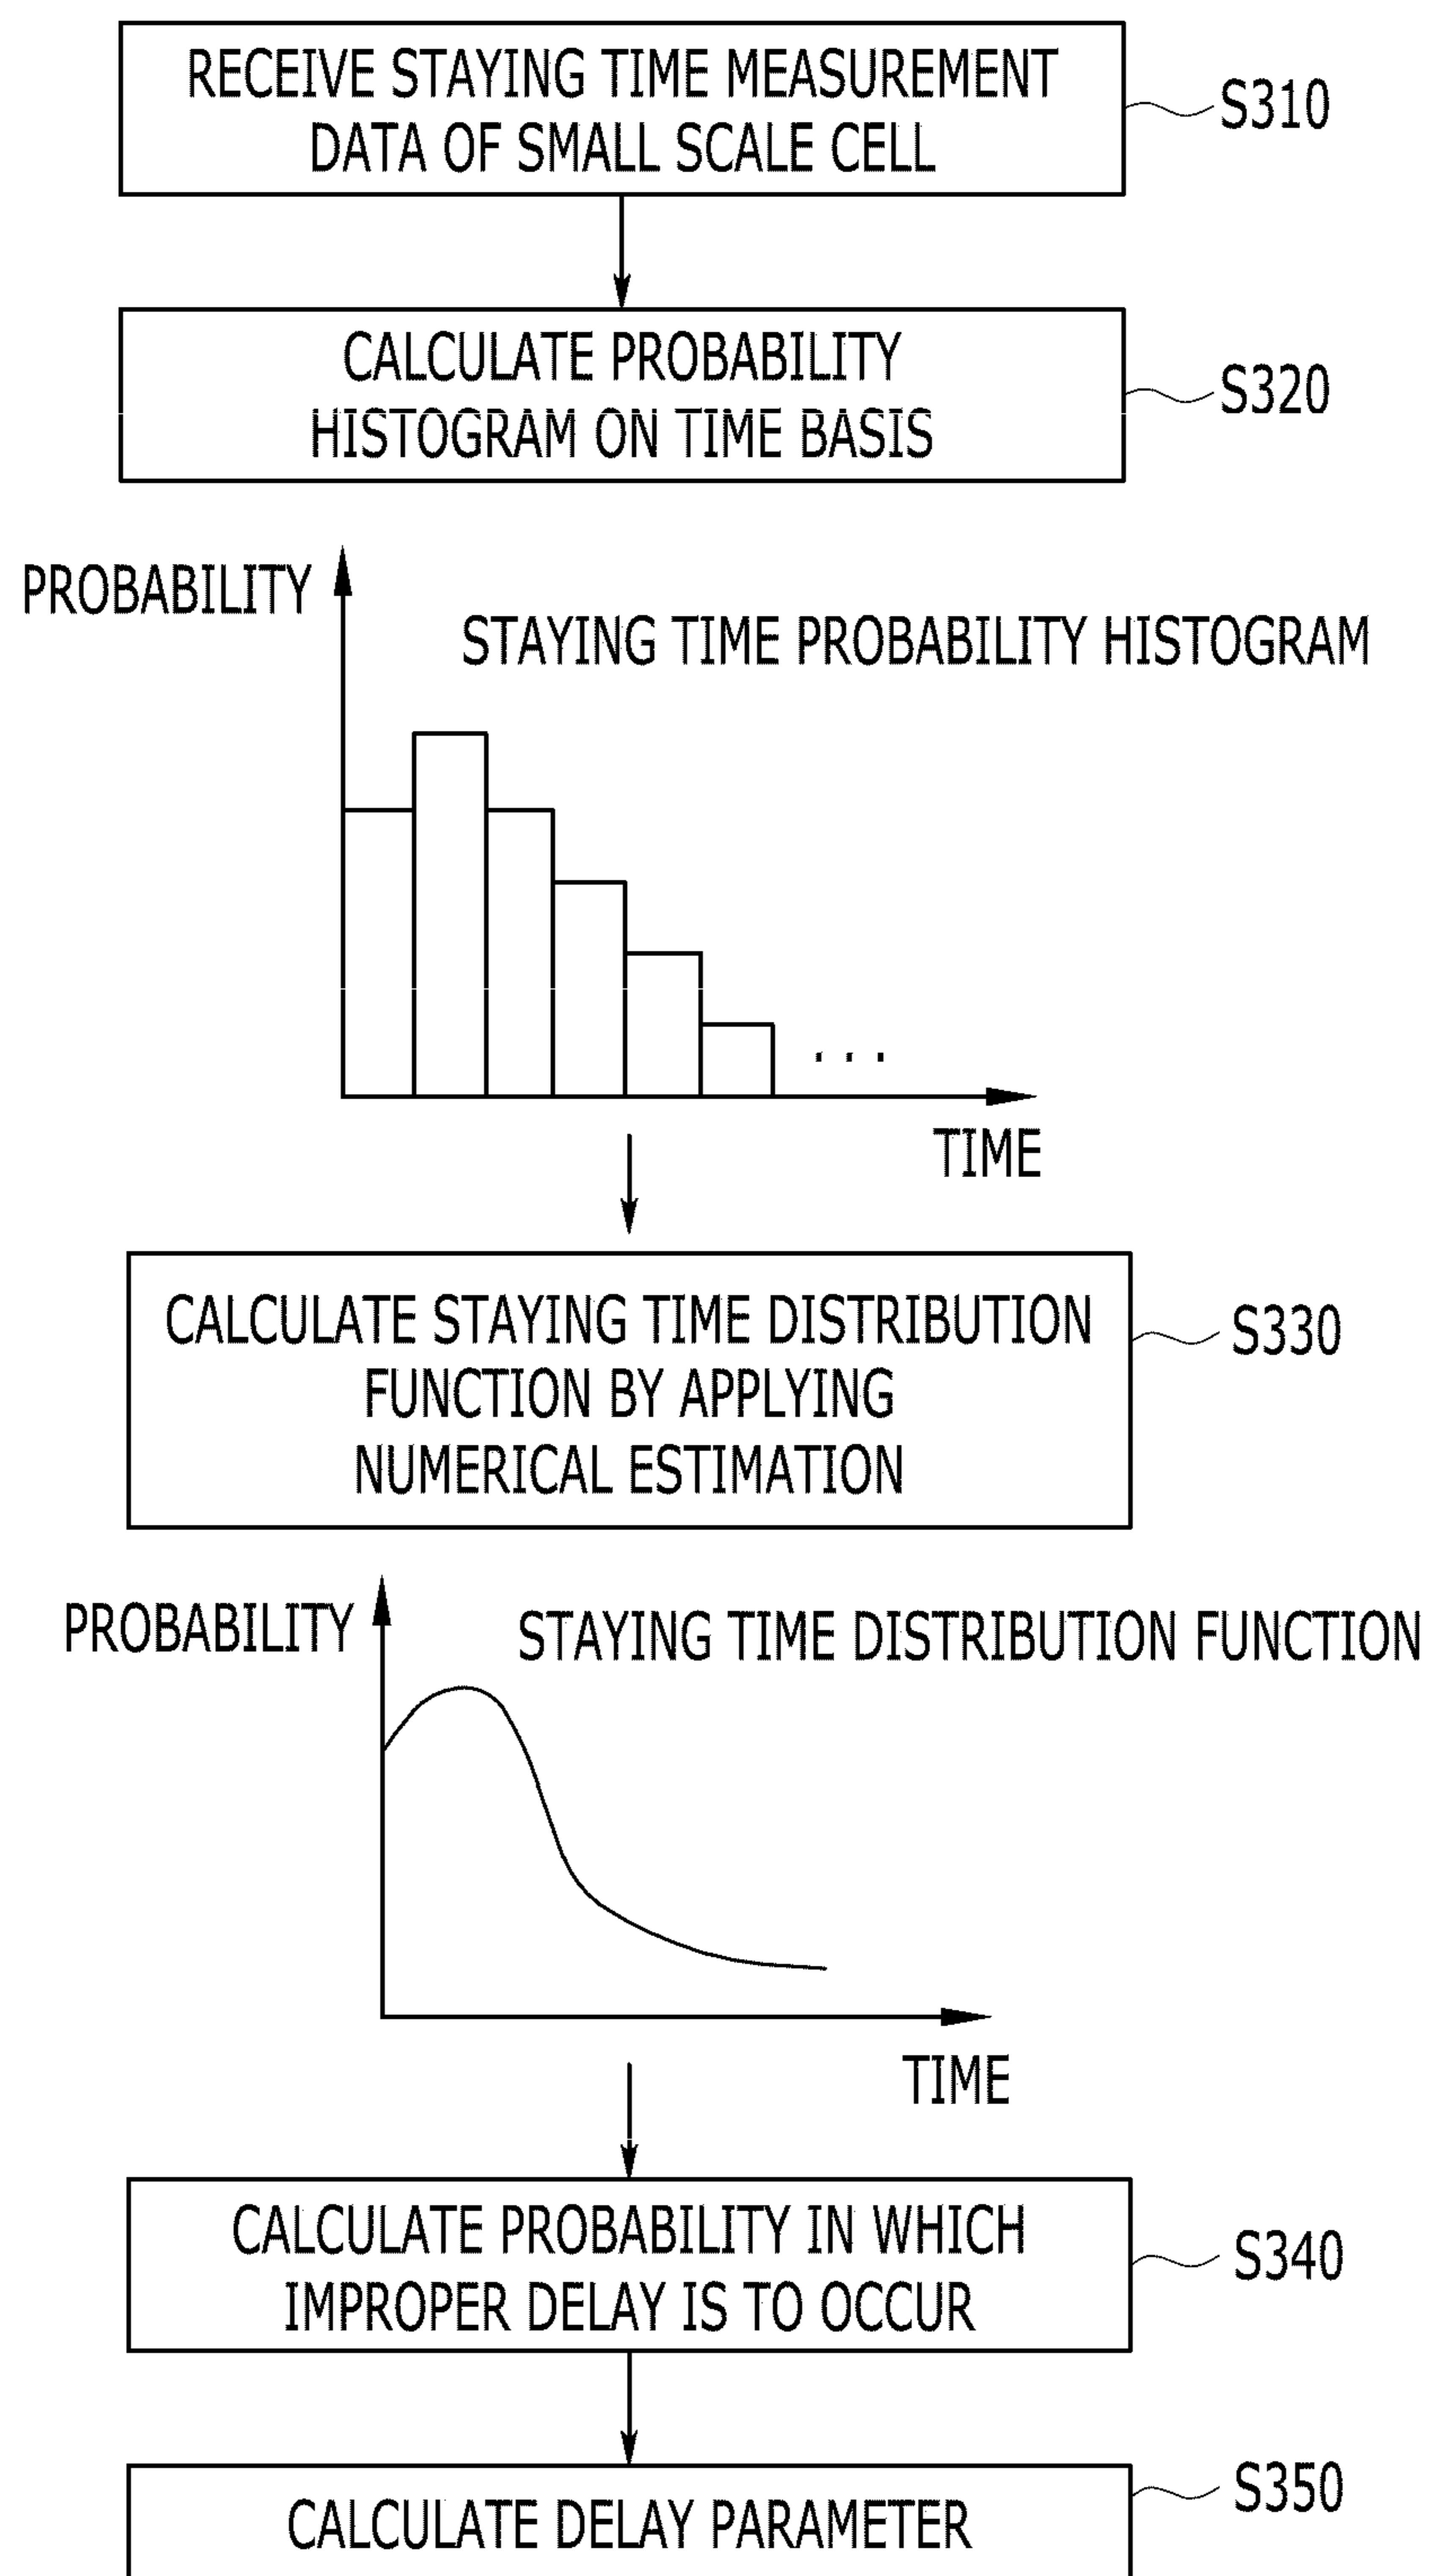 RECEIVE STAYING TIME MEASUREMENT
DATA OF SMALL SCALE CELL
S310
CALCULATE PROBABILITY
HISTOGRAM ON TIME BASIS
S320
PROBABILITY
STAYING TIME PROBABILITY HISTOGRAM
. . .
TIME
CALCULATE STAYING TIME DISTRIBUTION
FUNCTION BY APPLYING
NUMERICAL ESTIMATION
S330
PROBABILITY
STAYING TIME DISTRIBUTION FUNCTION
TIME
CALCULATE PROBABILITY IN WHICH
IMPROPER DELAY IS TO OCCUR
S340
CALCULATE DELAY PARAMETER
S350